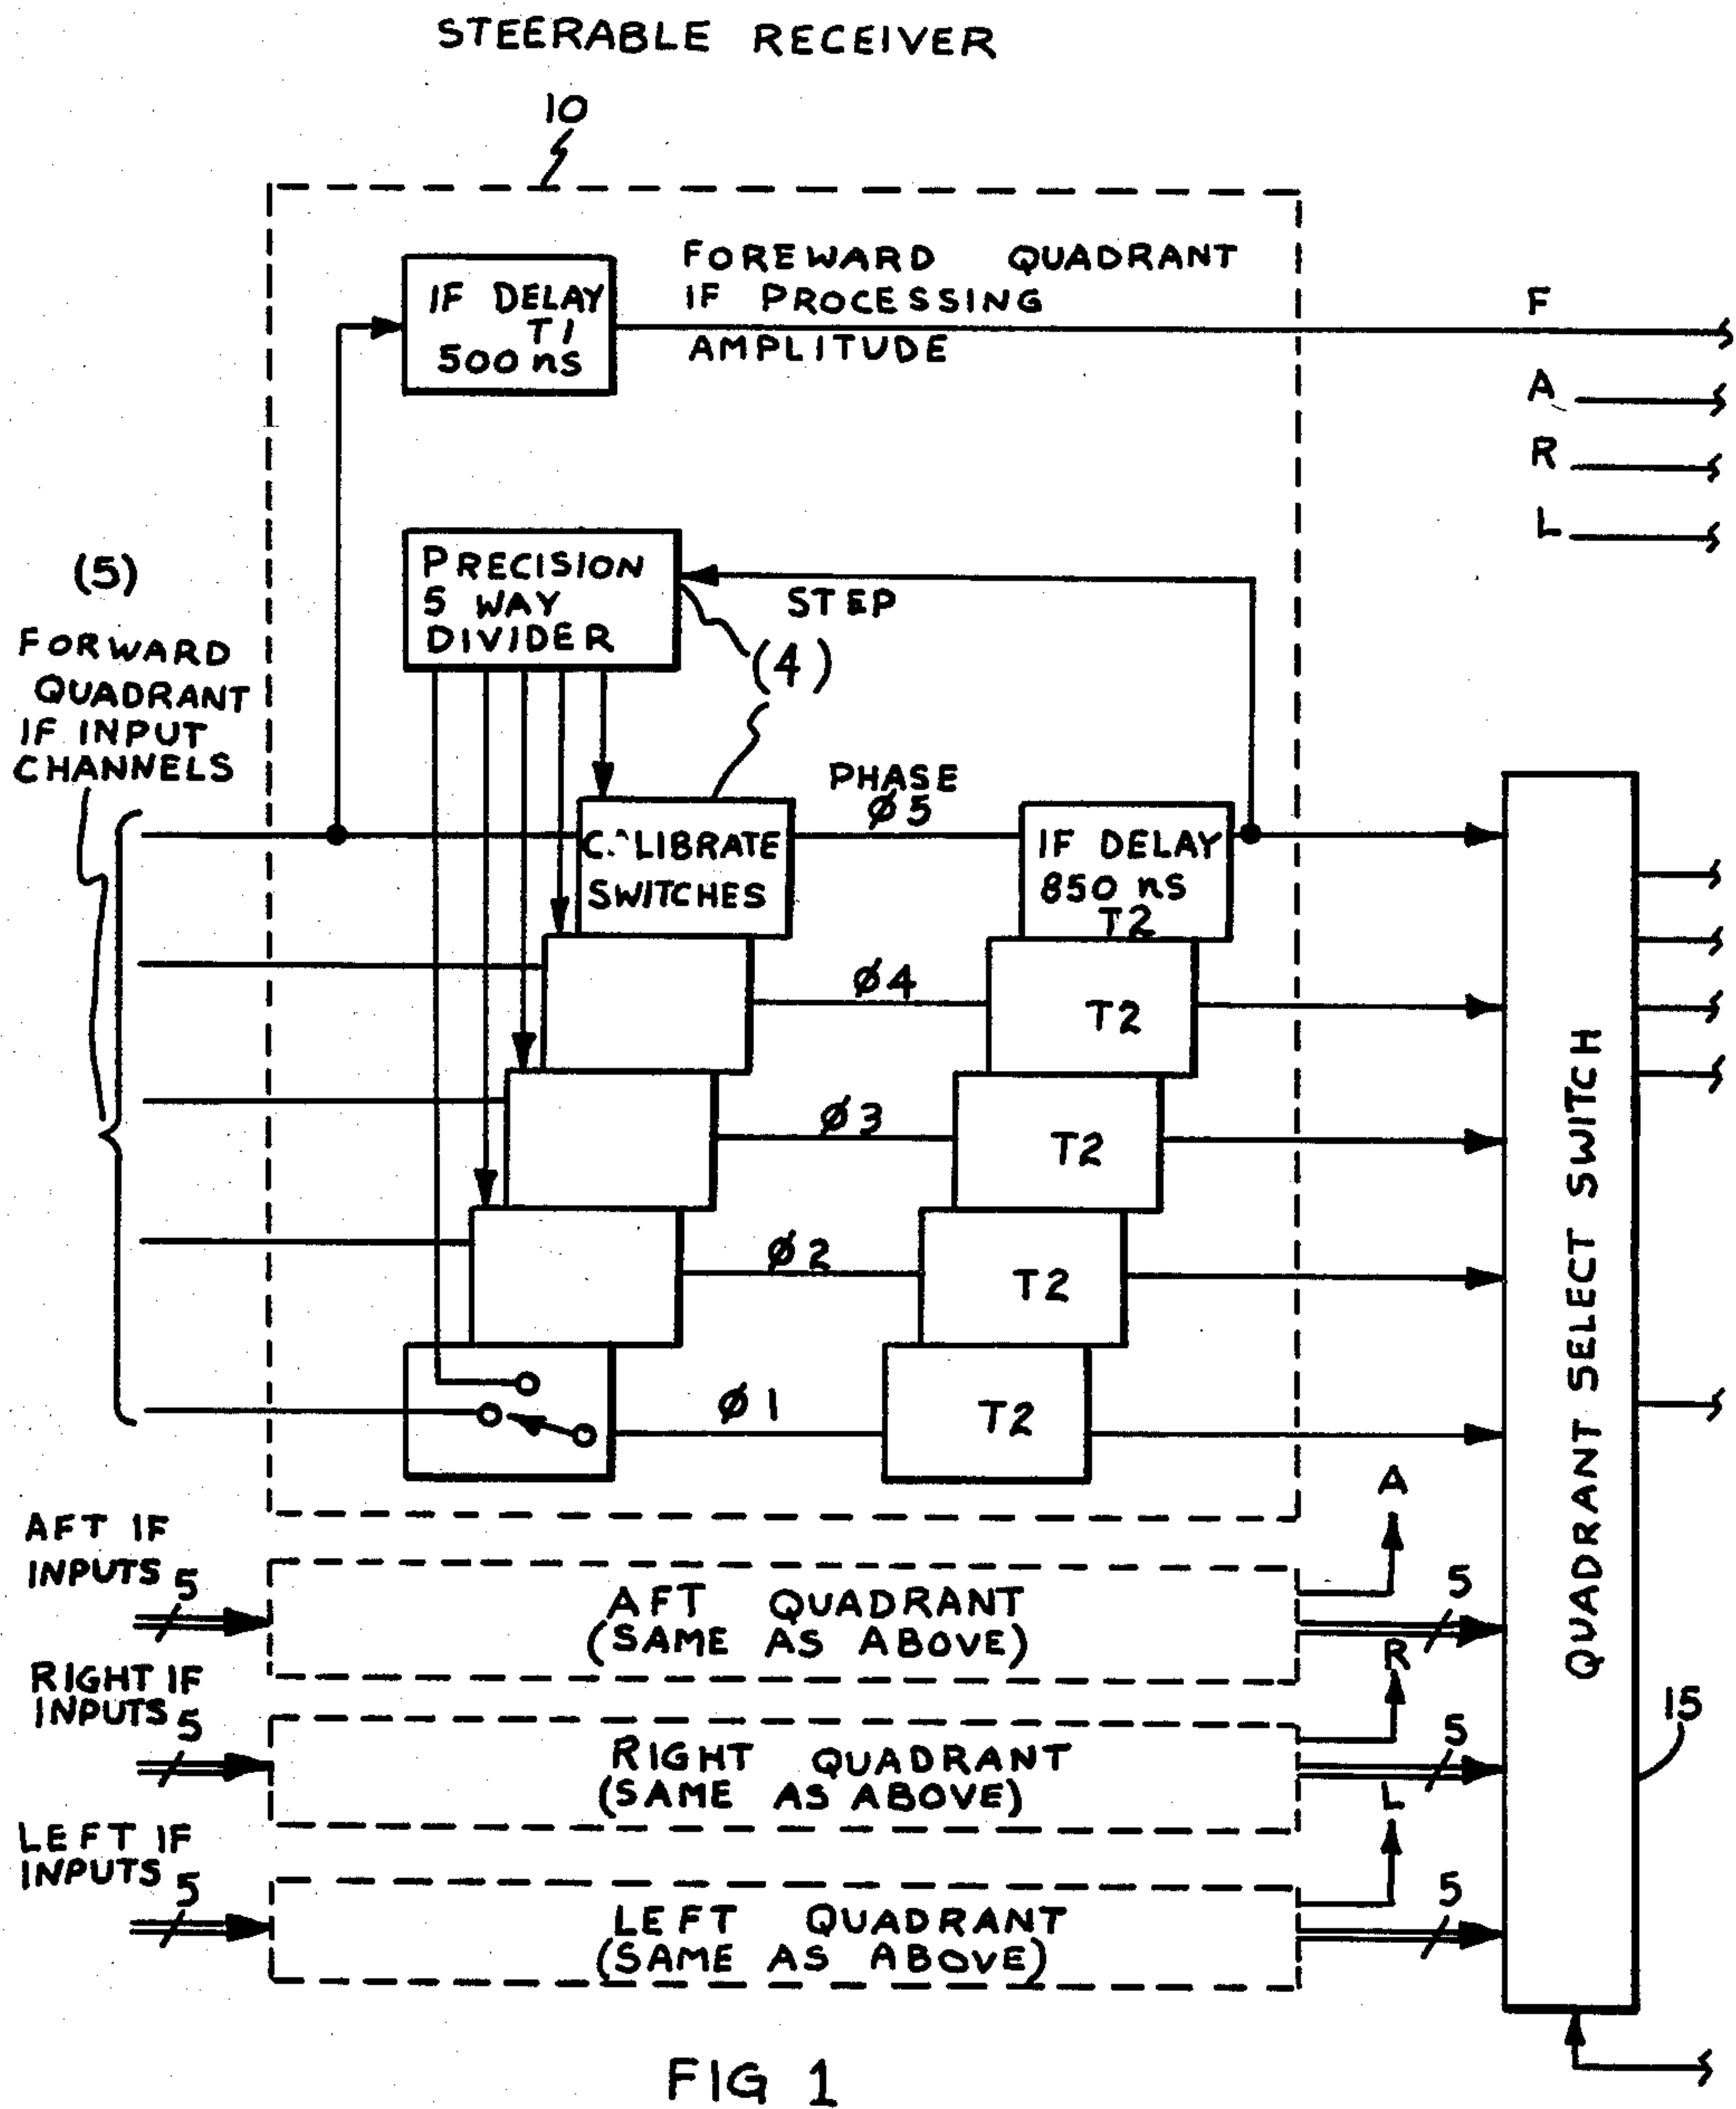 STEERABLE RECEIVER
10
IF DELAY
T1
500 ns
FOREWARD QUADRANT
IF PROCESSING
AMPLITUDE
F
A
R
L
(5)
FORWARD
QUADRANT
IF INPUT
CHANNELS
PRECISION
5 WAY
DIVIDER
STEP
(4)
CALIBRATE
SWITCHES
PHASE
Ø5
IF DELAY
850 ns
T2
Ø4
T2
Ø3
T2
Ø2
T2
Ø1
T2
QUADRANT SELECT SWITCH
15
AFT IF
INPUTS 5
AFT QUADRANT
(SAME AS ABOVE)
A
5
RIGHT IF
INPUTS 5
RIGHT QUADRANT
(SAME AS ABOVE)
R
5
LEFT IF
INPUTS 5
LEFT QUADRANT
(SAME AS ABOVE)
L
5
FIG 1